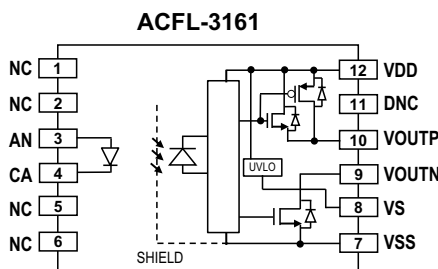 ACFL-3161
NC 1
NC 2
AN 3
CA 4
NC 5
NC 6
12 VDD
11 DNC
10 VOUTP
9 VOUTN
8 VS
7 VSS
UVLO
SHIELD